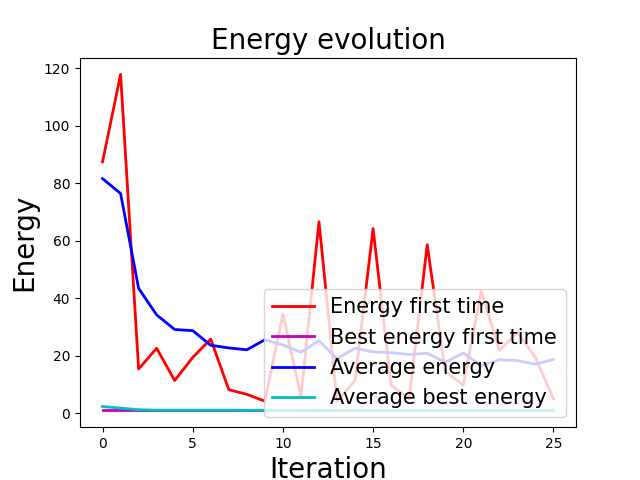 Energy evolution
120
100
80
60
40
20
0
Energy
Energy first time
Best energy first time
Average energy
Average best energy
0 5 10 15 20 25
Iteration